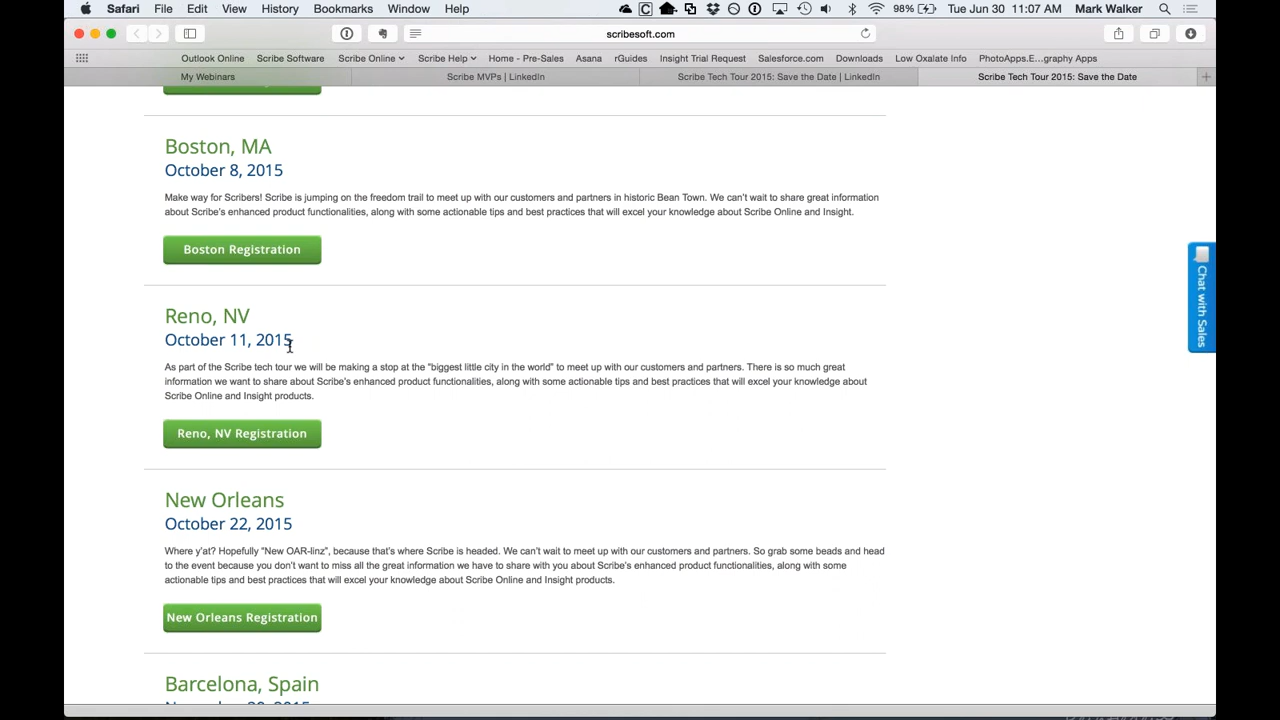 Safari File Edit View History Bookmarks Window Help 98% Tue Jun 30 11:07 AM Mark Walker
scribesoft.com
Outlook Online Scribe Software Scribe Online Scribe Help Home - Pre-Sales Asana rGuides Insight Trial Request Salesforce.com Downloads Low Oxalate Info PhotoApps.E...graphy Apps
My Webinars Scribe MVPs | LinkedIn Scribe Tech Tour 2015: Save the Date | LinkedIn Scribe Tech Tour 2015: Save the Date
Boston, MA
October 8, 2015
Make way for Scribers! Scribe is jumping on the freedom trail to meet up with our customers and partners in historic Bean Town. We can't wait to share great information
about Scribe's enhanced product functionalities, along with some actionable tips and best practices that will excel your knowledge about Scribe Online and Insight.
Boston Registration
Chat with Sales
Reno, NV
October 11, 2015
As part of the Scribe tech tour we will be making a stop at the "biggest little city in the world" to meet up with our customers and partners. There is so much great
information we want to share about Scribe's enhanced product functionalities, along with some actionable tips and best practices that will excel your knowledge about
Scribe Online and Insight products.
Reno, NV Registration
New Orleans
October 22, 2015
Where y'at? Hopefully "New OAR-linz", because that's where Scribe is headed. We can't wait to meet up with our customers and partners. So grab some beads and head
to the event because you don't want to miss all the great information we have to share with you about Scribe's enhanced product functionalities, along with some
actionable tips and best practices that will excel your knowledge about Scribe Online and Insight products.
New Orleans Registration
Barcelona, Spain